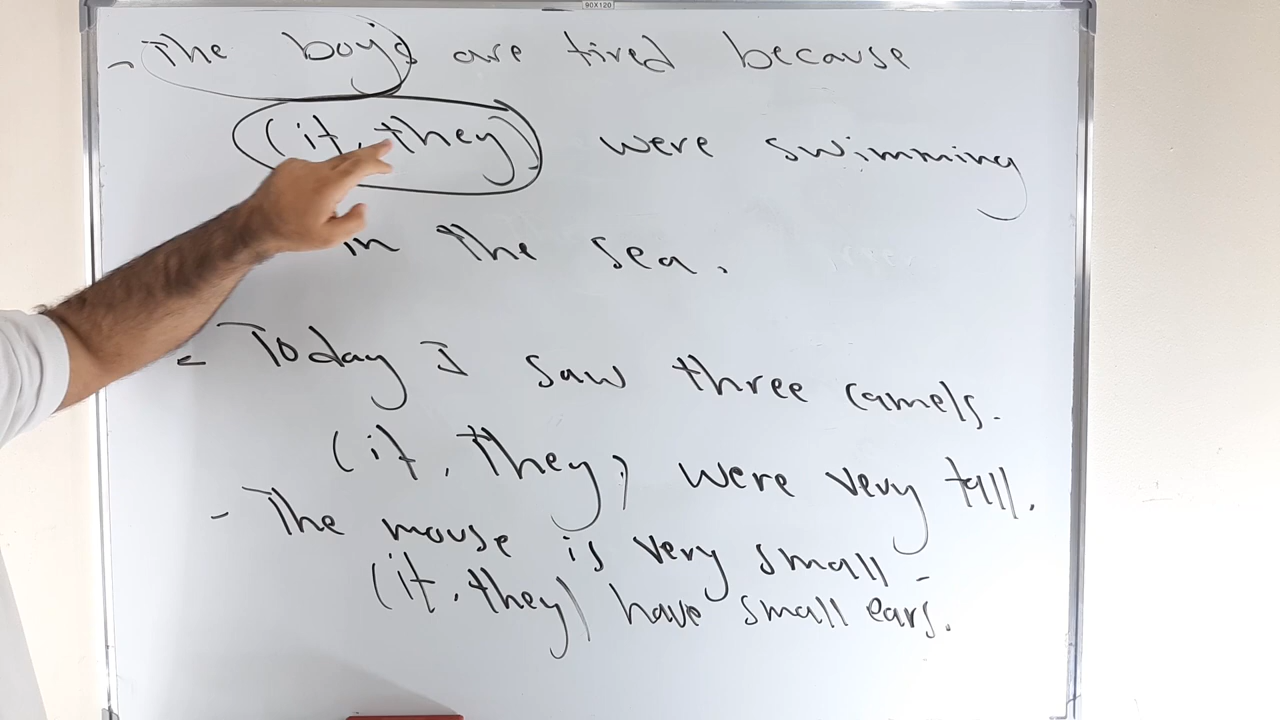 90X120
- The boys are tired because
(it, they) were swimming
in the sea.
- Today I saw three camels.
(it, They) were very tall.
- The mouse is very small -
(it, they) have small ears.